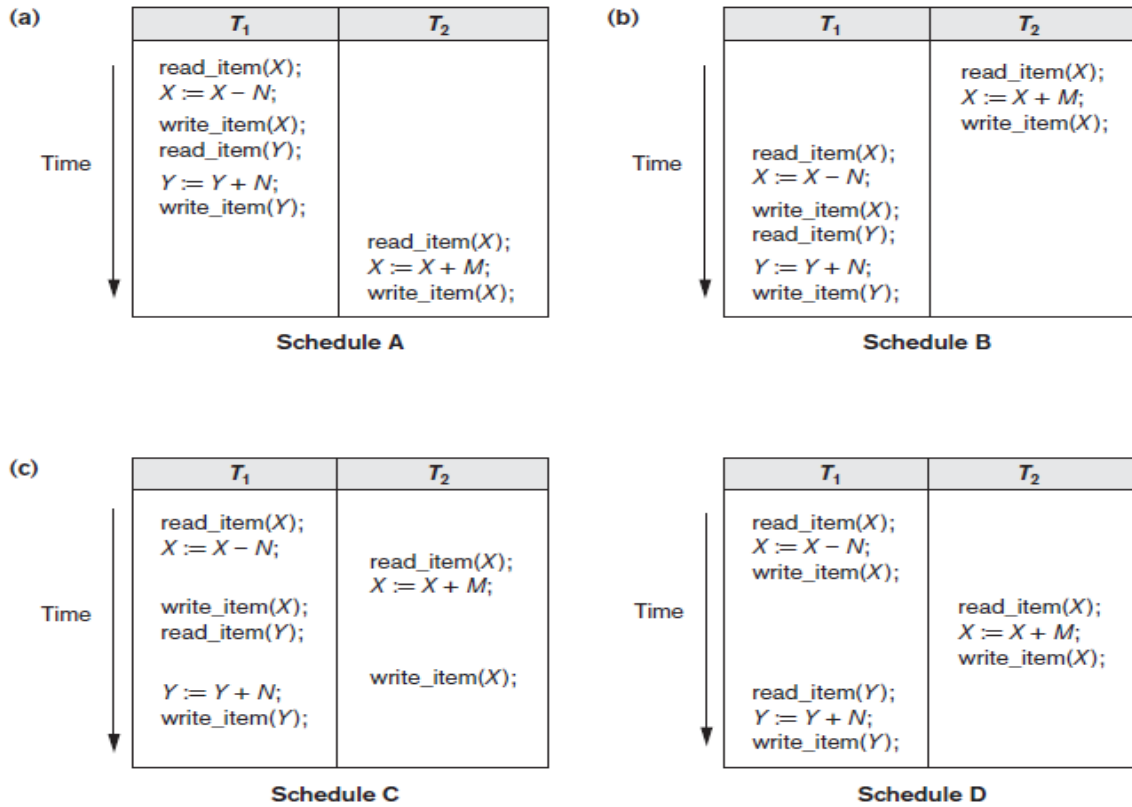 (a)
T₁ T₂
read_item(X);
X := X – N;
write_item(X);
read_item(Y);
Time
Y := Y + N;
write_item(Y);
read_item(X);
X := X + M;
write_item(X);
Schedule A
(b)
T₁ T₂
read_item(X);
X := X + M;
write_item(X);
Time
read_item(X);
X := X – N;
write_item(X);
read_item(Y);
Y := Y + N;
write_item(Y);
Schedule B
(c)
T₁ T₂
read_item(X);
X := X – N;
read_item(X);
X := X + M;
Time
write_item(X);
read_item(Y);
write_item(X);
Y := Y + N;
write_item(Y);
Schedule C
T₁ T₂
read_item(X);
X := X – N;
write_item(X);
Time
read_item(X);
X := X + M;
write_item(X);
read_item(Y);
Y := Y + N;
write_item(Y);
Schedule D